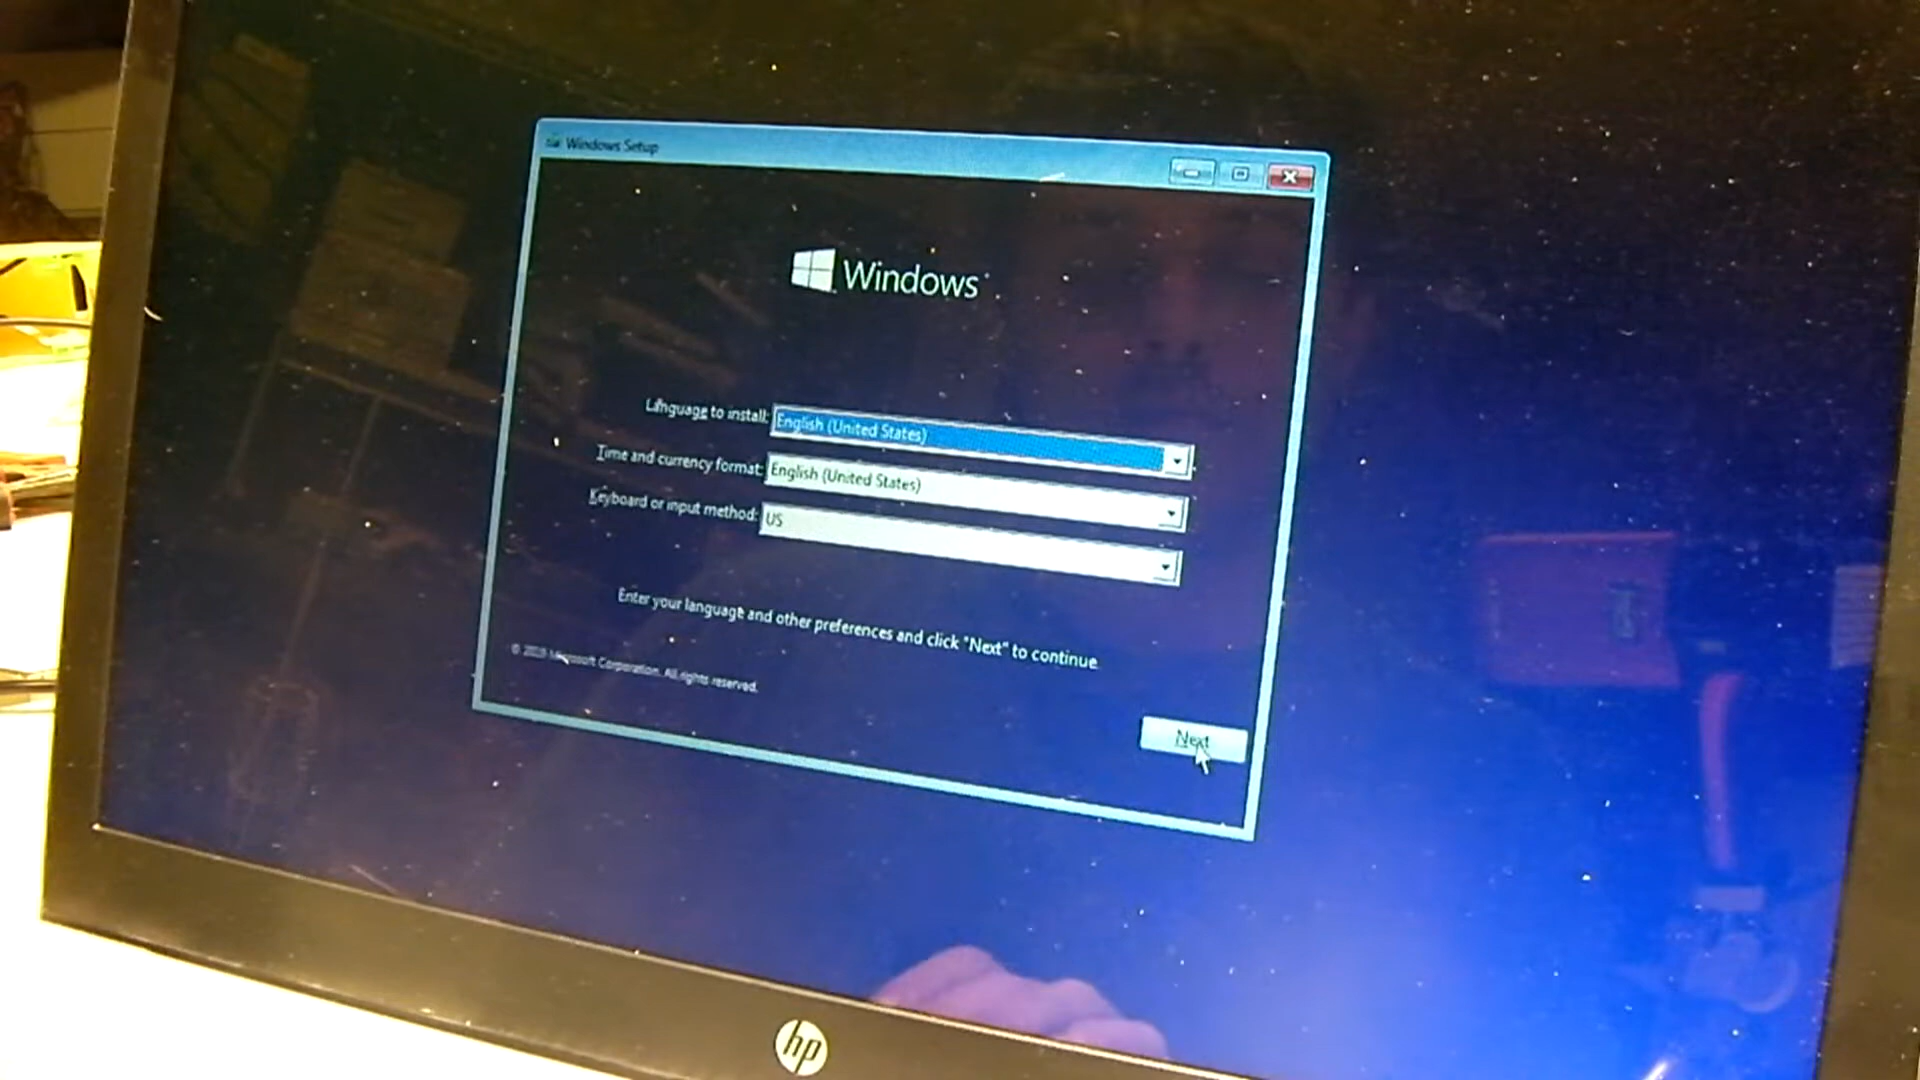 Windows Setup
Windows
Language to install: English (United States)
Time and currency format: English (United States)
Keyboard or input method: US
Enter your language and other preferences and click "Next" to continue.
© Microsoft Corporation. All rights reserved.
Next
hp